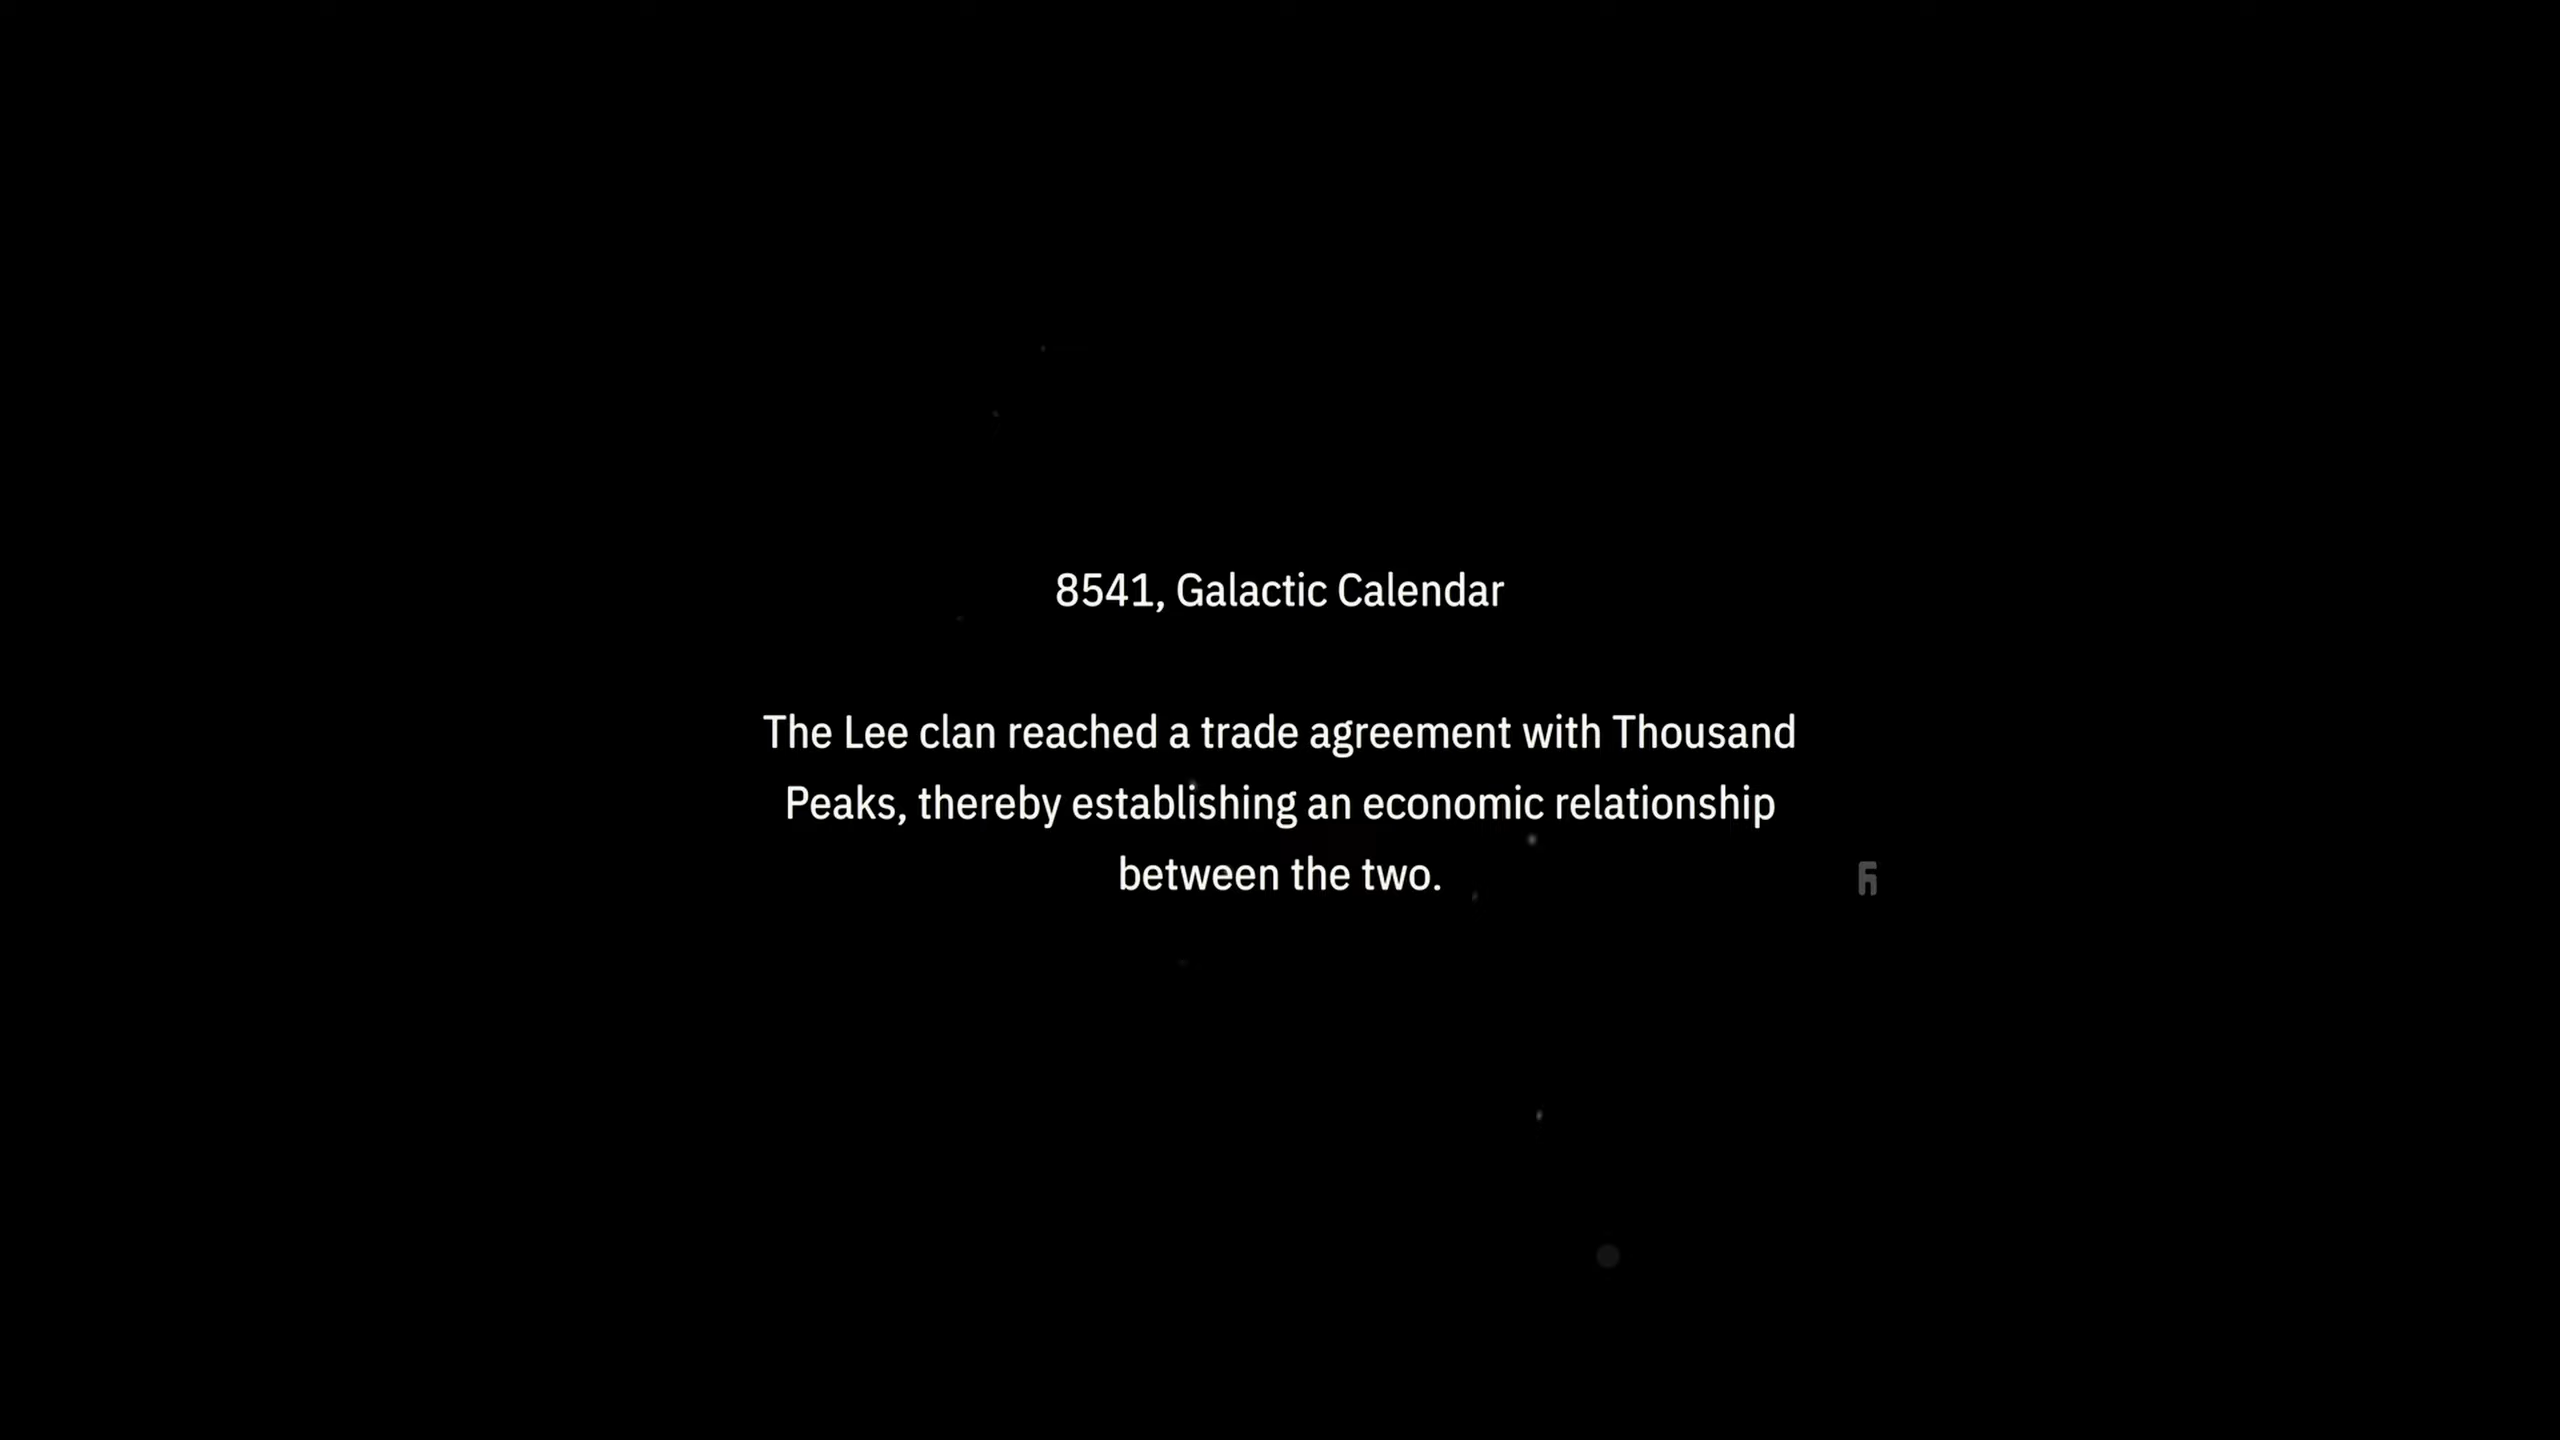 8541, Galactic Calendar
The Lee clan reached a trade agreement with Thousand
Peaks, thereby establishing an economic relationship
between the two.